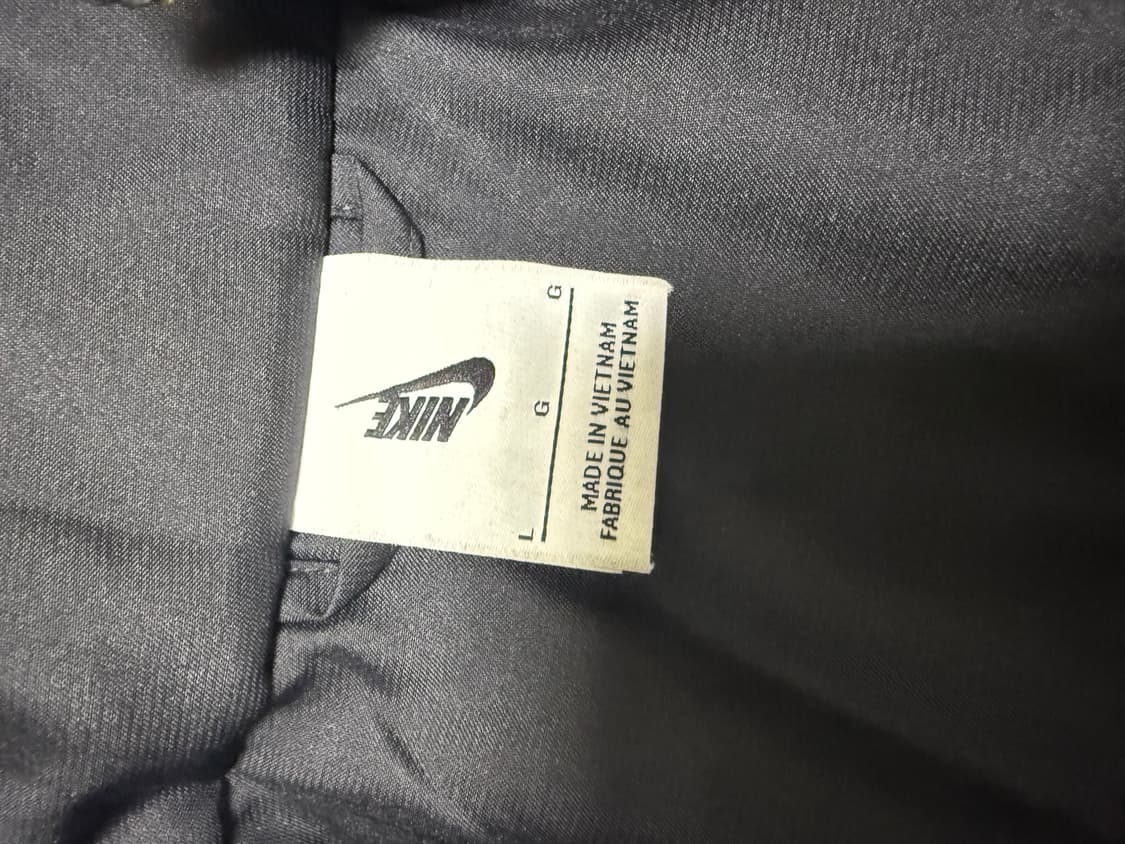 NIKE
L G G
MADE IN VIETNAM
FABRIQUE AU VIETNAM